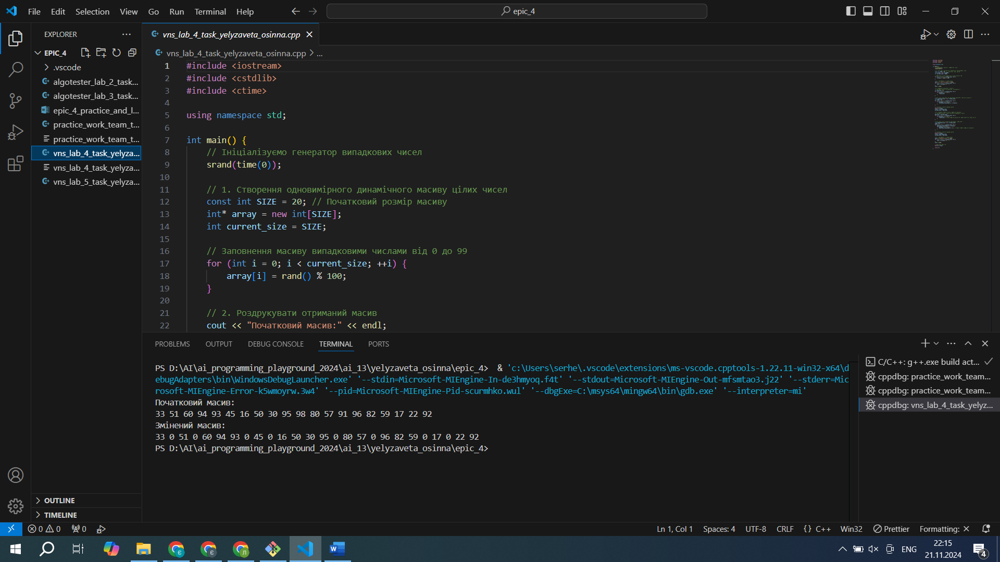 File Edit Selection View Go Run Terminal Help
epic_4
EXPLORER
EPIC_4
.vscode
algotester_lab_2_task...
algotester_lab_3_task...
epic_4_practice_and_l...
practice_work_team_t...
practice_work_team_t...
vns_lab_4_task_yelyza...
vns_lab_4_task_yelyza...
vns_lab_5_task_yelyza...
OUTLINE
TIMELINE
vns_lab_4_task_yelyzaveta_osinna.cpp
vns_lab_4_task_yelyzaveta_osinna.cpp > ...
1 #include <iostream>
2 #include <cstdlib>
3 #include <ctime>
4
5 using namespace std;
6
7 int main() {
8 // Ініціалізуємо генератор випадкових чисел
9 srand(time(0));
10
11 // 1. Створення одновимірного динамічного масиву цілих чисел
12 const int SIZE = 20; // Початковий розмір масиву
13 int* array = new int[SIZE];
14 int current_size = SIZE;
15
16 // Заповнення масиву випадковими числами від 0 до 99
17 for (int i = 0; i < current_size; ++i) {
18 array[i] = rand() % 100;
19 }
20
21 // 2. Роздрукувати отриманий масив
22 cout << "Початковий масив:" << endl;
PROBLEMS OUTPUT DEBUG CONSOLE TERMINAL PORTS
PS D:\AI\ai_programming_playground_2024\ai_13\yelyzaveta_osinna\epic_4> & 'c:\Users\serhe\.vscode\extensions\ms-vscode.cpptools-1.22.11-win32-x64\d
ebugAdapters\bin\WindowsDebugLauncher.exe' '--stdin=Microsoft-MIEngine-In-de3hmyoq.f4t' '--stdout=Microsoft-MIEngine-Out-mfsmtao3.j22' '--stderr=Mic
rosoft-MIEngine-Error-k5wmoyrw.3w4' '--pid=Microsoft-MIEngine-Pid-scurmhko.wul' '--dbgExe=C:\msys64\mingw64\bin\gdb.exe' '--interpreter=mi'
Початковий масив:
33 51 60 94 93 45 16 50 30 95 98 80 57 91 96 82 59 17 22 92
Змінений масив:
33 0 51 0 60 94 93 0 45 0 16 50 30 95 0 80 57 0 96 82 59 0 17 0 22 92
PS D:\AI\ai_programming_playground_2024\ai_13\yelyzaveta_osinna\epic_4>
C/C++: g++.exe build act...
cppdbg: practice_work_team...
cppdbg: practice_work_team...
cppdbg: vns_lab_4_task_yelyz...
0 0 0
Ln 1, Col 1 Spaces: 4 UTF-8 CRLF {} C++ Win32 Prettier Formatting: ×
ENG
22:15
21.11.2024
4